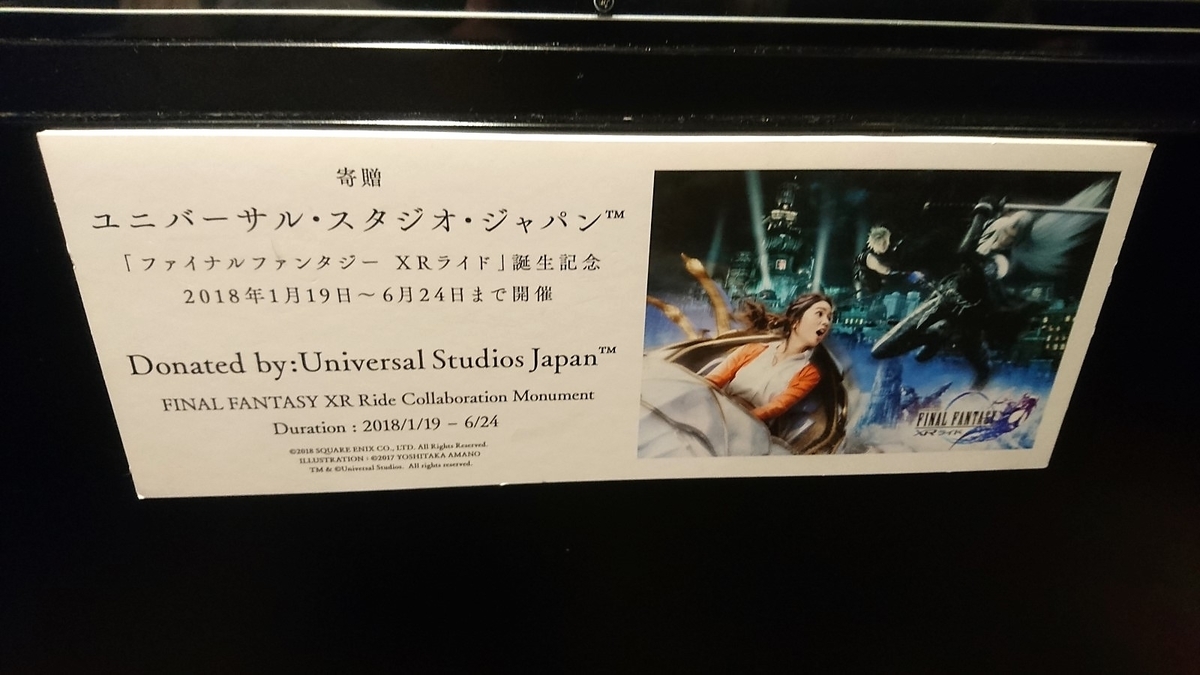 寄贈
ユニバーサル・スタジオ・ジャパン™
「ファイナルファンタジー XRライド」誕生記念
2018年1月19日～6月24日まで開催
Donated by:Universal Studios Japan™
FINAL FANTASY XR Ride Collaboration Monument
Duration : 2018/1/19 – 6/24
©2018 SQUARE ENIX CO., LTD. All Rights Reserved.
ILLUSTRATION : ©2017 YOSHITAKA AMANO
TM & ©Universal Studios. All rights reserved.
FINAL FANTASY
XRライド